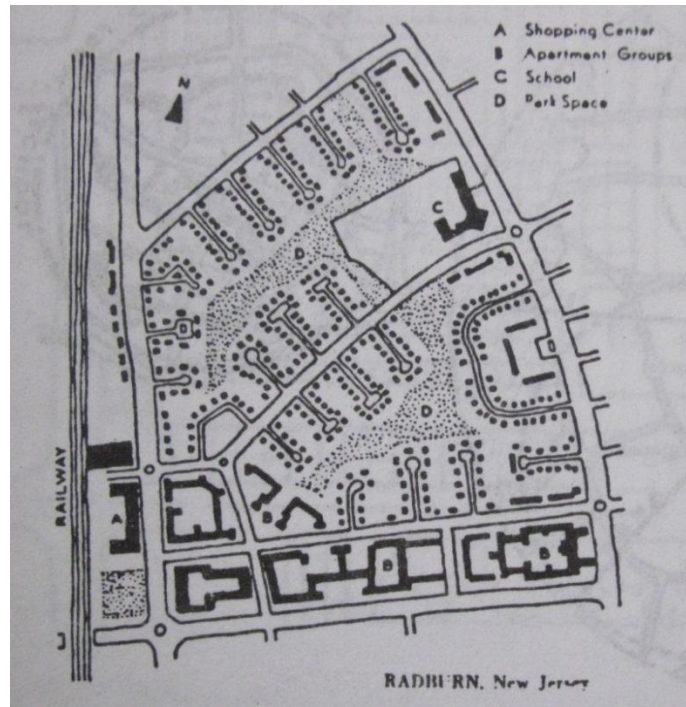 A Shopping Center
B Apartment Groups
C School
D Park Space
N
C
D
D
RAILWAY
A
B
B
B
RADBURN, New Jersey